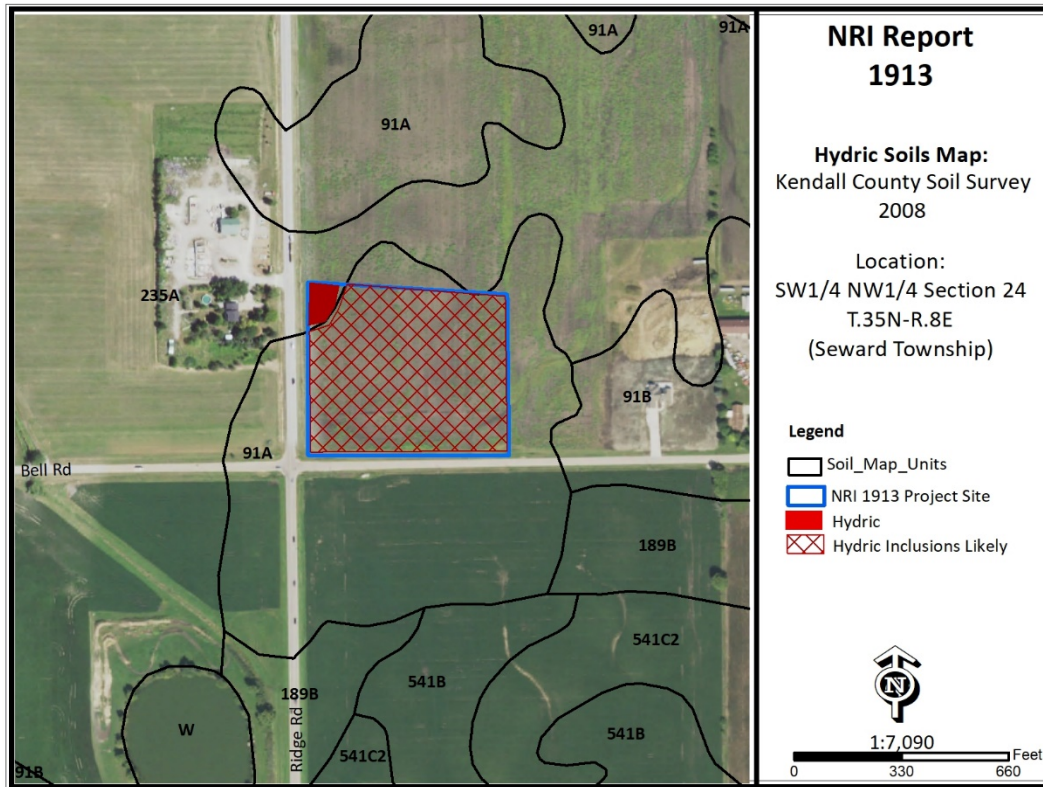 91A
91A
91A
91A
235A
91B
91A
Bell Rd
189B
541C2
541B
189B
Ridge Rd
W
541B
541C2
91B
NRI Report
1913
Hydric Soils Map:
Kendall County Soil Survey
2008
Location:
SW1/4 NW1/4 Section 24
T.35N-R.8E
(Seward Township)
Legend
Soil_Map_Units
NRI 1913 Project Site
Hydric
Hydric Inclusions Likely
N
1:7,090
Feet
0 330 660